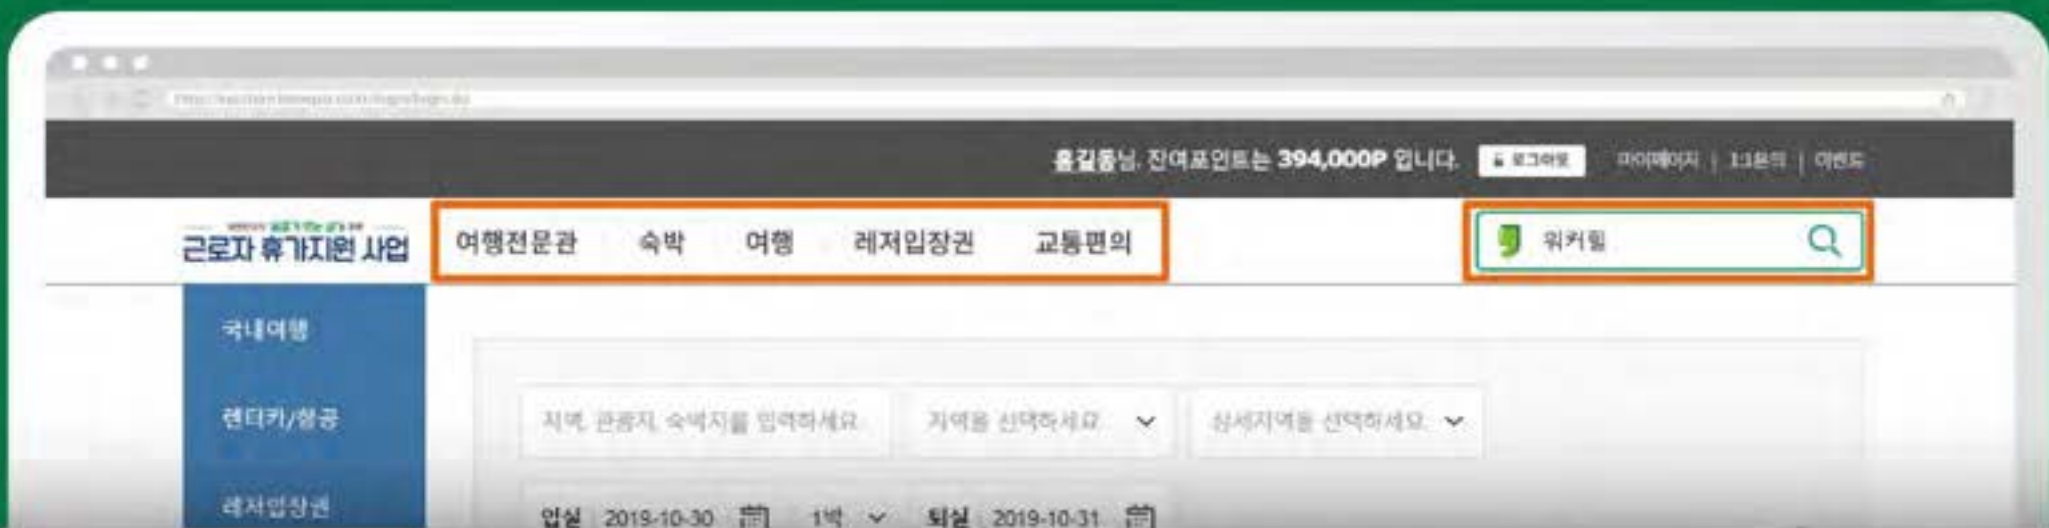 홍길동님. 잔여포인트는 394,000P 입니다. 로그아웃 마이페이지 | 1:1문의 | 이벤트
근로자 휴가지원 사업 여행전문관 숙박 여행 레저입장권 교통편의 워커힐
국내여행
렌터카/항공 지역, 관광지, 숙박지를 입력하세요. 지역을 선택하세요 상세지역을 선택하세요
레저입장권 입실 2019-10-30 1박 퇴실 2019-10-31